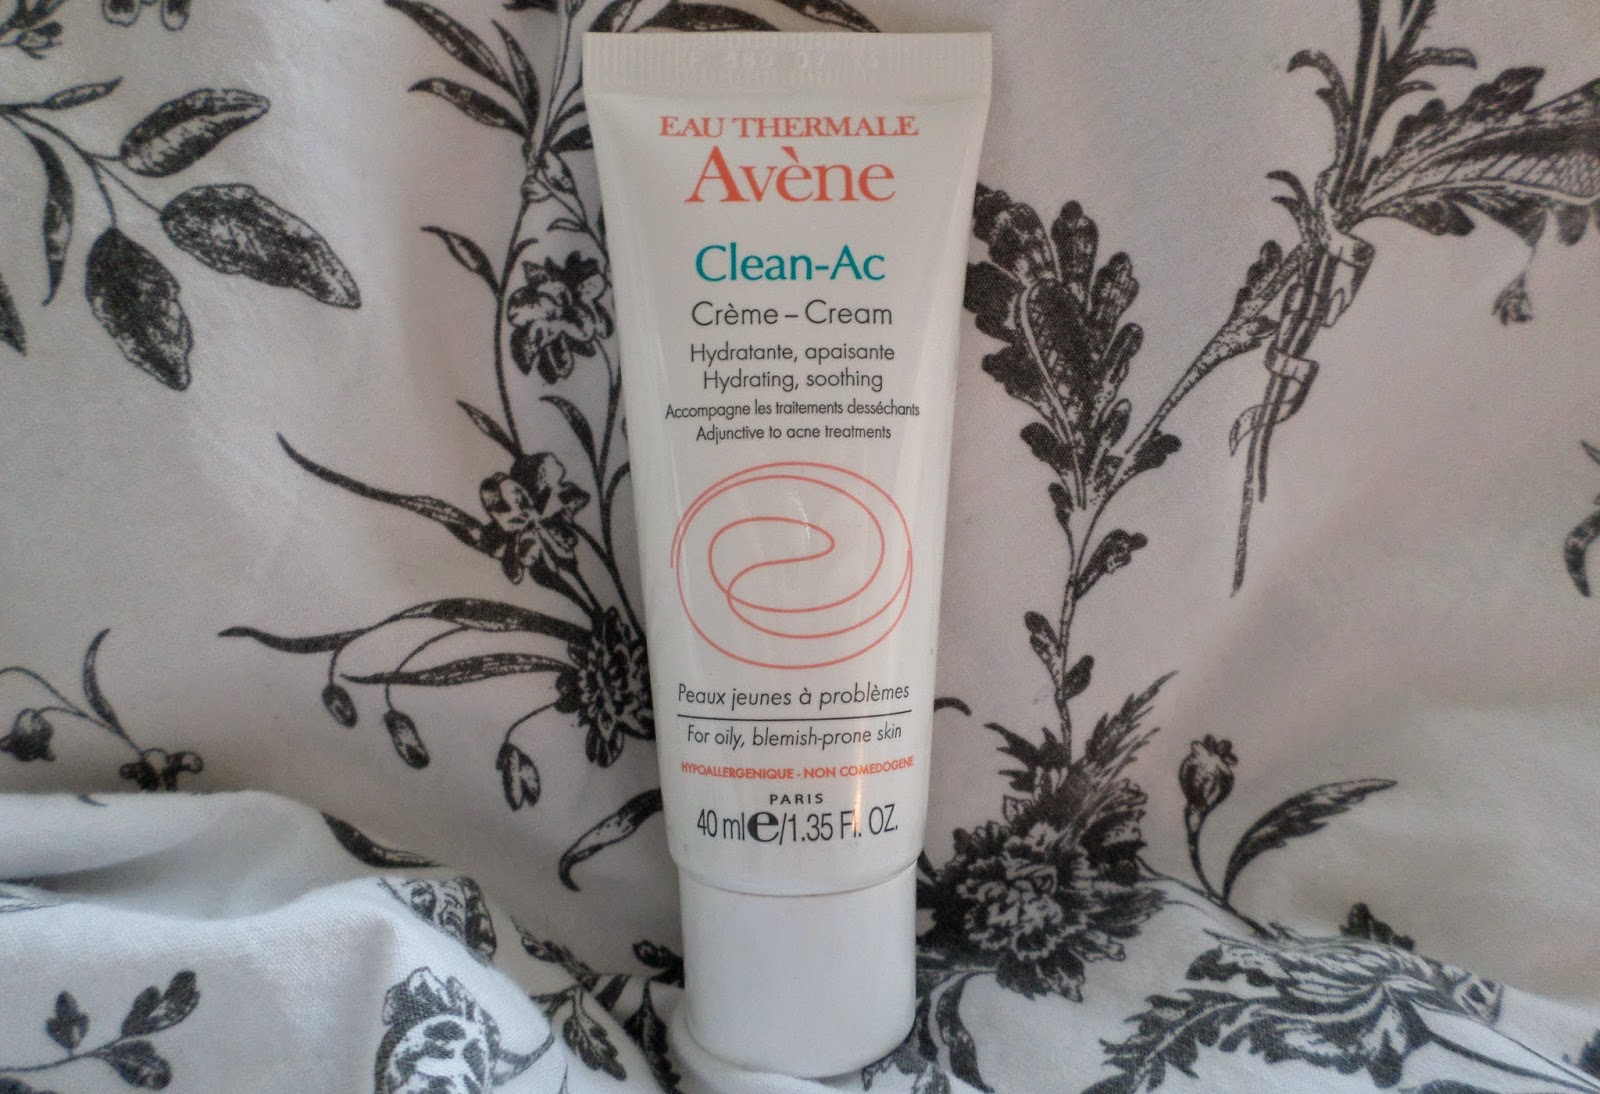 EAU THERMALE
Avène
Clean-Ac
Crème – Cream
Hydratante, apaisante
Hydrating, soothing
Accompagne les traitements desséchants
Adjunctive to acne treatments
Peaux jeunes à problèmes
For oily, blemish-prone skin
HYPOALLERGENIQUE - NON COMEDOGENE
PARIS
40 ml e/1.35 Fl. OZ.